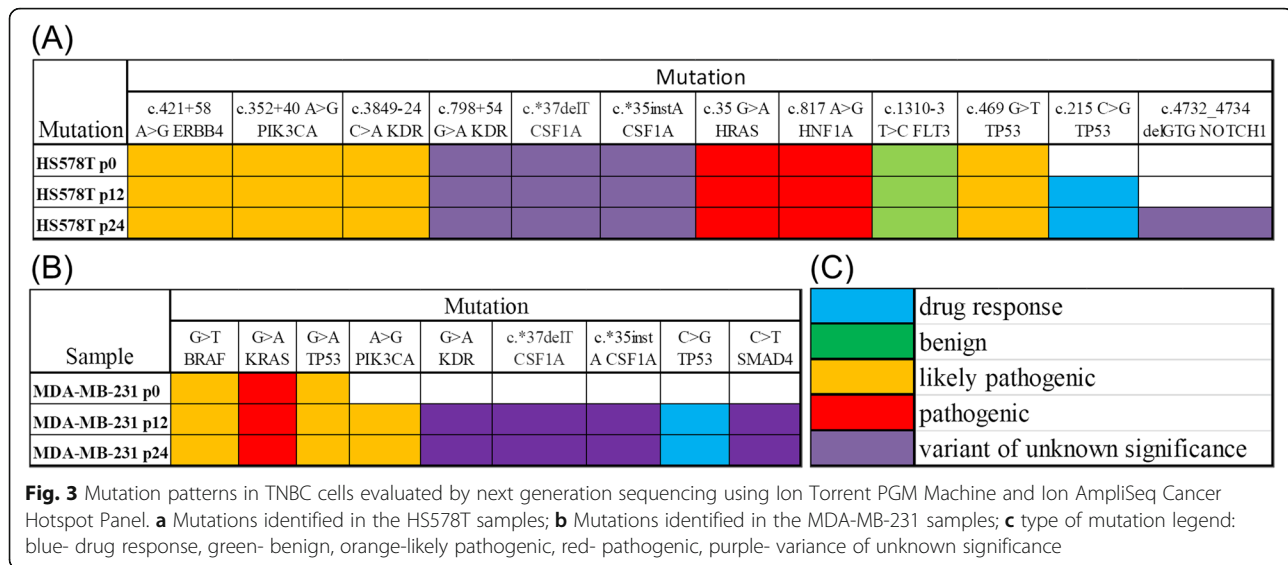 (A)
Mutation
Mutation c.421+58 A>G ERBB4 c.352+40 A>G PIK3CA c.3849-24 C>A KDR c.798+54 G>A KDR c.*37delT CSF1A c.*35instA CSF1A c.35 G>A HRAS c.817 A>G HNF1A c.1310-3 T>C FLT3 c.469 G>T TP53 c.215 C>G TP53 c.4732_4734 delGTG NOTCH1
HS578T p0
HS578T p12
HS578T p24
(B)
Mutation
Sample G>T BRAF G>A KRAS G>A TP53 A>G PIK3CA G>A KDR c.*37delT CSF1A c.*35inst A CSF1A C>G TP53 C>T SMAD4
MDA-MB-231 p0
MDA-MB-231 p12
MDA-MB-231 p24
(C)
drug response
benign
likely pathogenic
pathogenic
variant of unknown significance
Fig. 3 Mutation patterns in TNBC cells evaluated by next generation sequencing using Ion Torrent PGM Machine and Ion AmpliSeq Cancer
Hotspot Panel. a Mutations identified in the HS578T samples; b Mutations identified in the MDA-MB-231 samples; c type of mutation legend:
blue- drug response, green- benign, orange-likely pathogenic, red- pathogenic, purple- variance of unknown significance